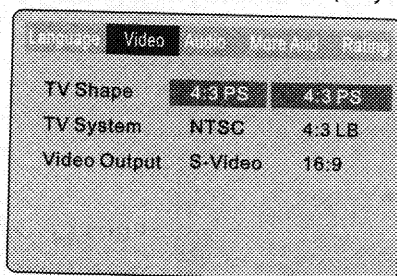 Language Video Audio More Aud Rating
TV Shape 4:3 PS 4:3 PS
TV System NTSC 4:3 LB
Video Output S-Video 16:9